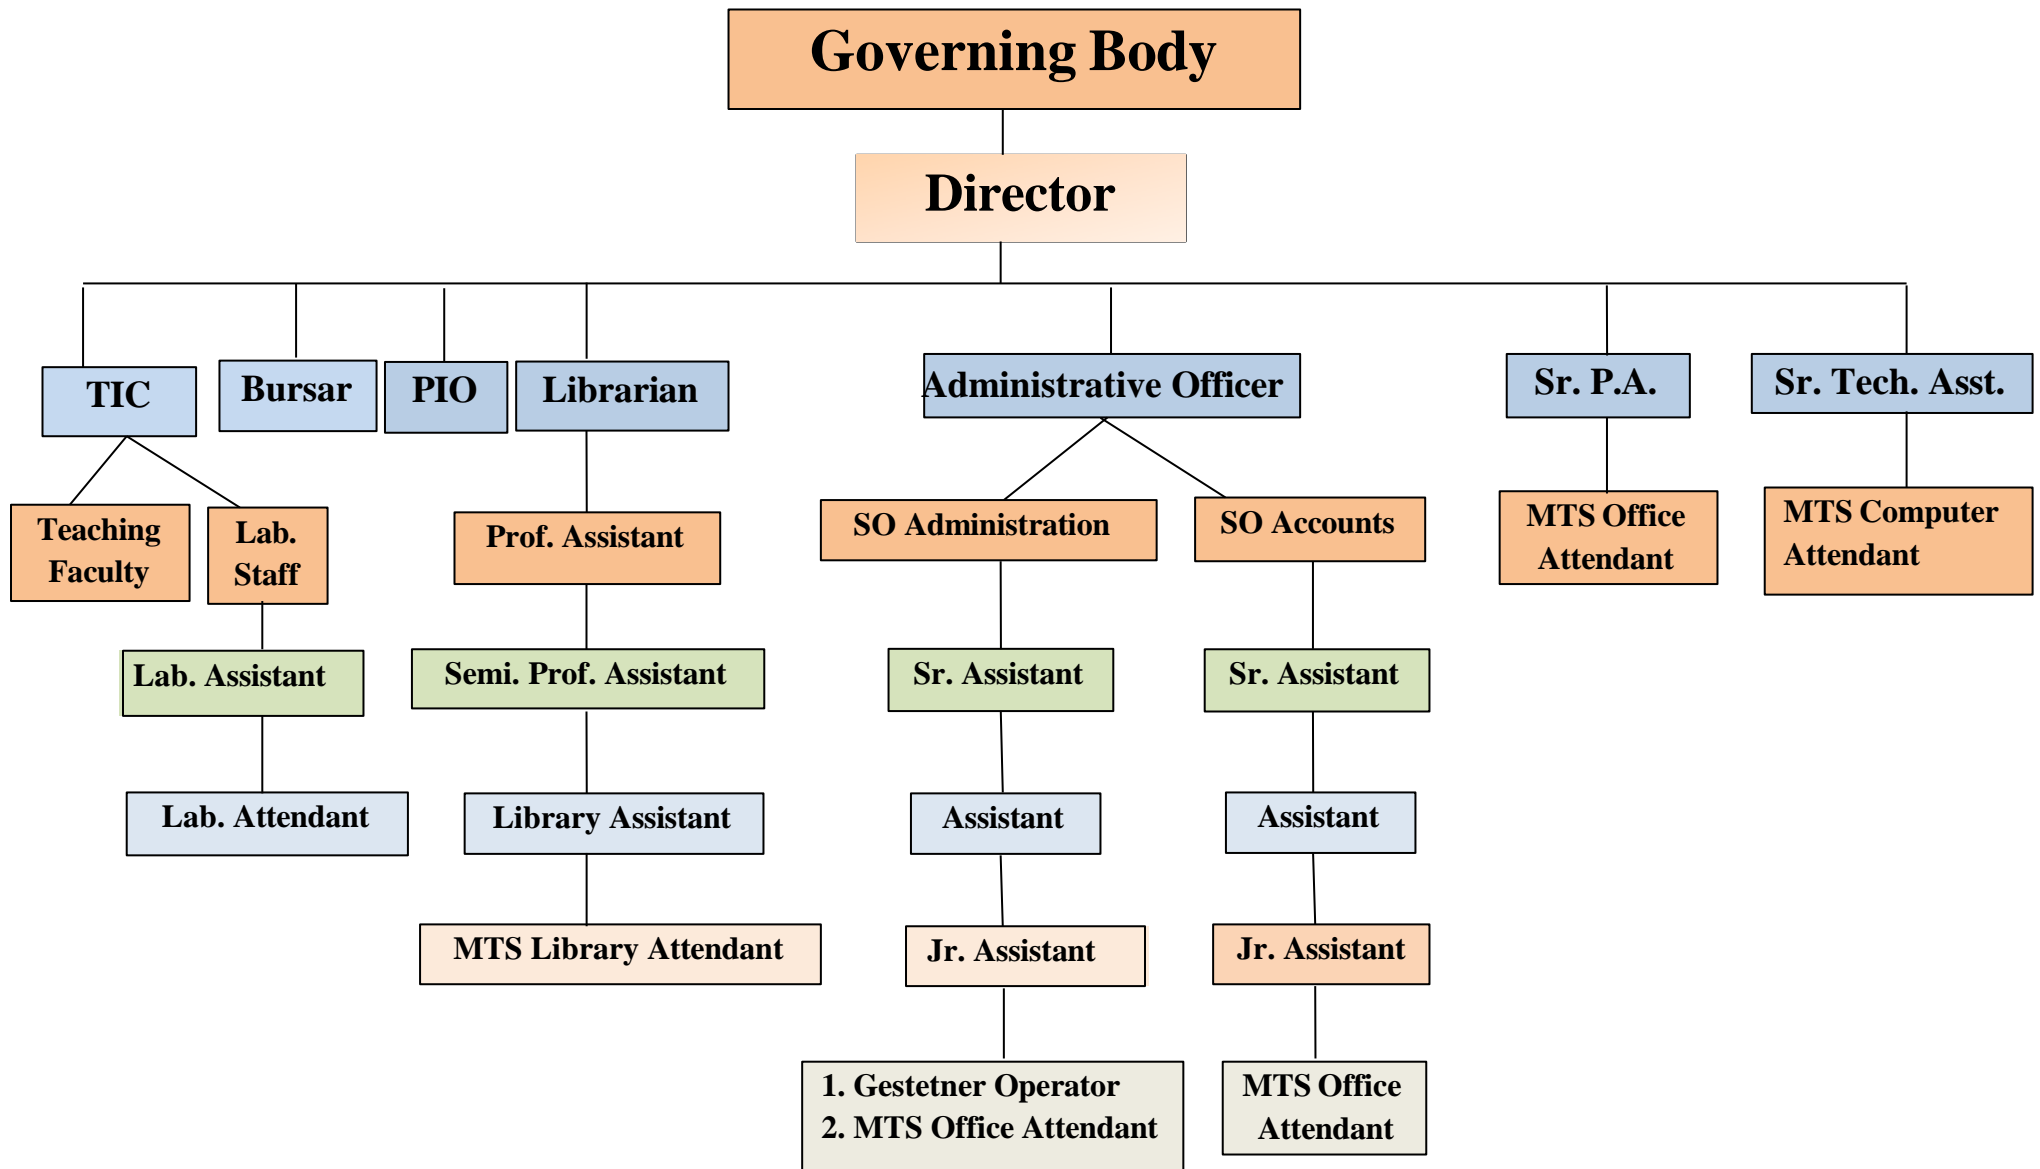 Governing Body
Director
TIC
Bursar
PIO
Librarian
Administrative Officer
Sr. P.A.
Sr. Tech. Asst.
Teaching
Faculty
Lab.
Staff
Prof. Assistant
SO Administration
SO Accounts
MTS Office
Attendant
MTS Computer
Attendant
Lab. Assistant
Semi. Prof. Assistant
Sr. Assistant
Sr. Assistant
Lab. Attendant
Library Assistant
Assistant
Assistant
MTS Library Attendant
Jr. Assistant
Jr. Assistant
1. Gestetner Operator
2. MTS Office Attendant
MTS Office
Attendant